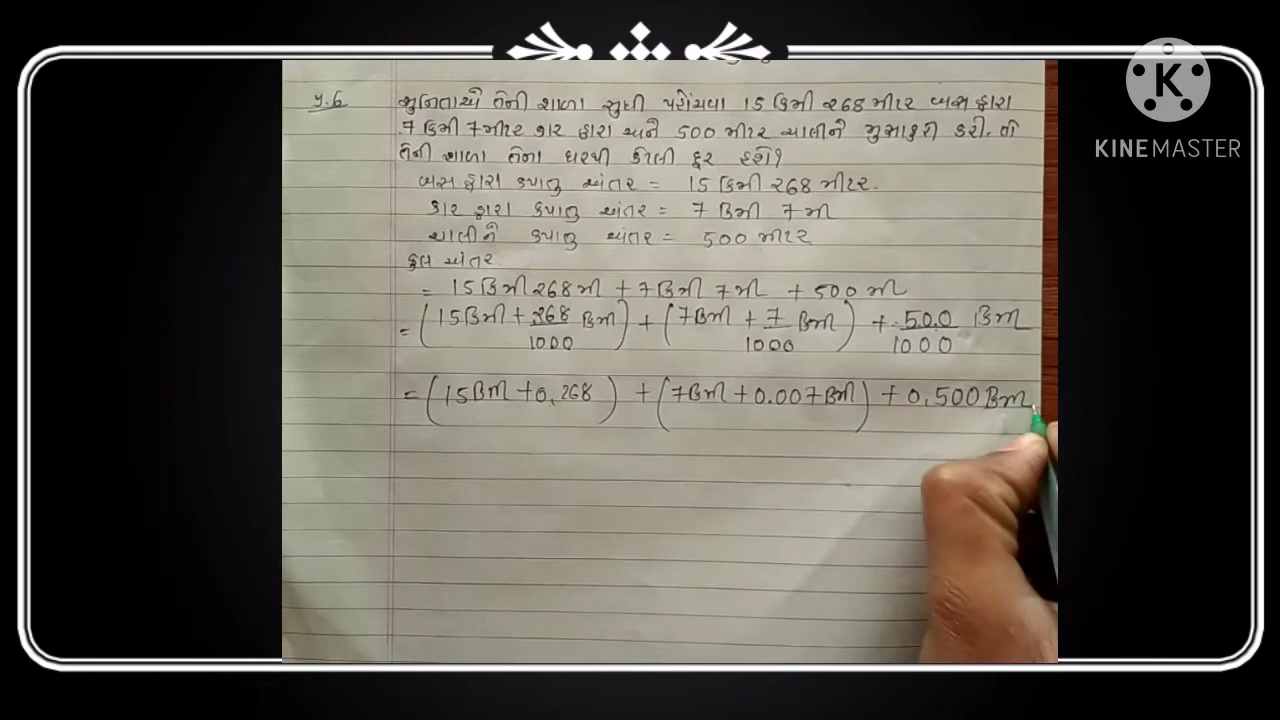 પ્ર.6 સુનિતાએ તેની શાળા સુધી પહોંચવા 15 કિમી 268 મીટર બસ દ્વારા
7 કિમી 7 મીટર કાર દ્વારા અને 500 મીટર ચાલીને મુસાફરી કરી. તો
તેની શાળા તેના ઘરથી કેટલી દૂર હશે?
બસ દ્વારા કપાતુ અંતર = 15 કિમી 268 મીટર.
કાર દ્વારા કપાતુ અંતર = 7 કિમી 7 મી
ચાલીને કપાતુ અંતર = 500 મીટર
કુલ અંતર
= 15 કિમી 268 મી + 7 કિમી 7 મી + 500 મી
= (15 કિમી + 268/1000 કિમી) + (7 કિમી + 7/1000 કિમી) + 500/1000 કિમી
= (15 કિમી + 0.268) + (7 કિમી + 0.007 કિમી) + 0.500 કિમી
K
KINEMASTER